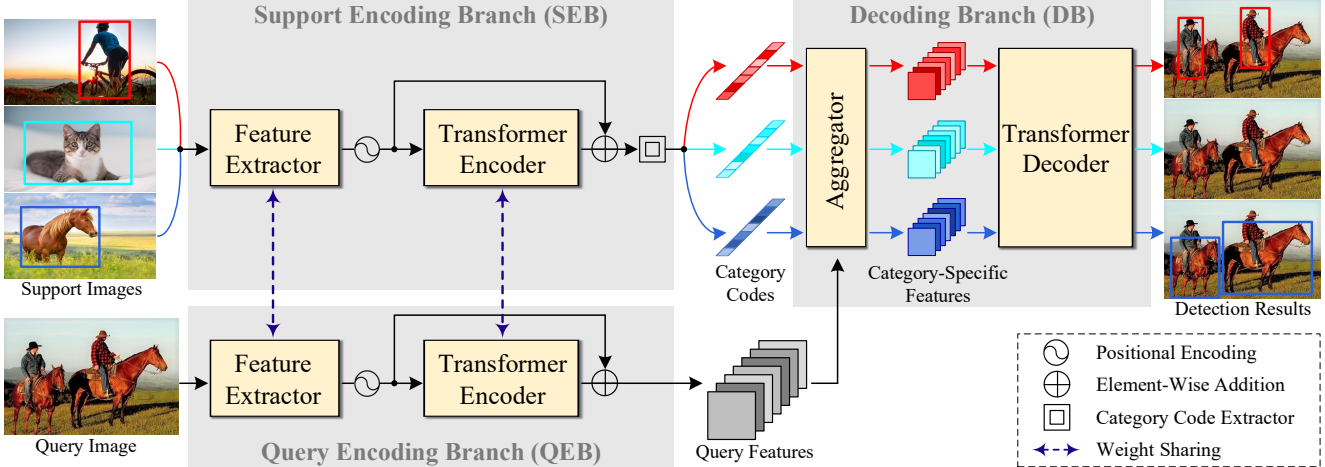 Support Encoding Branch (SEB)
Decoding Branch (DB)
Feature
Extractor
Transformer
Encoder
Aggregator
Transformer
Decoder
Support Images
Category
Codes
Category-Specific
Features
Detection Results
Feature
Extractor
Transformer
Encoder
Query Image
Query Encoding Branch (QEB)
Query Features
Positional Encoding
Element-Wise Addition
Category Code Extractor
Weight Sharing